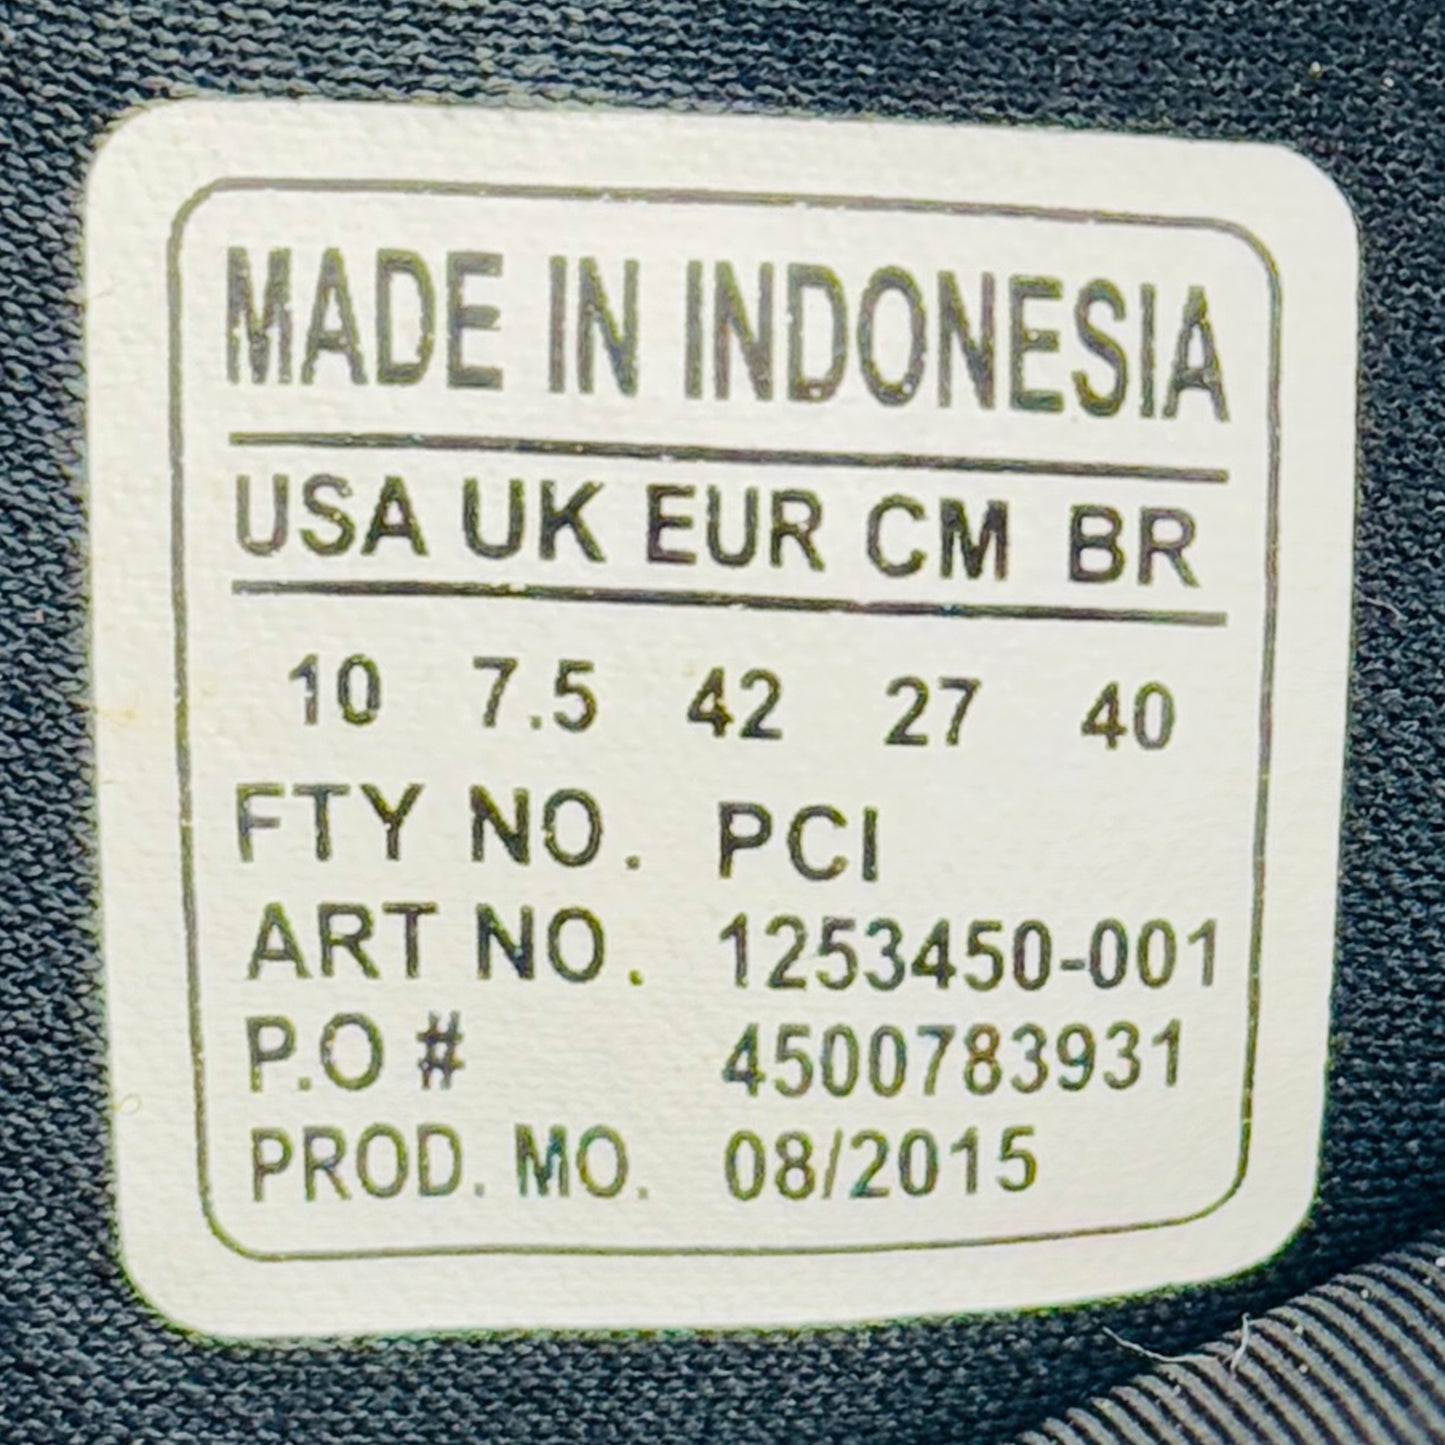 MADE IN INDONESIA
USA UK EUR CM BR
10 7.5 42 27 40
FTY NO. PCI
ART NO. 1253450-001
P.O # 4500783931
PROD. MO. 08/2015